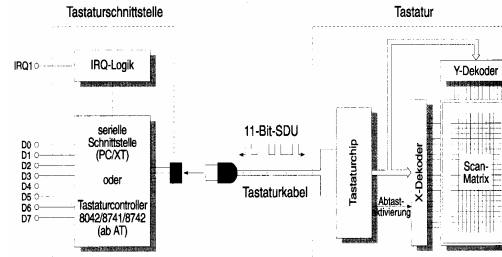 Tastaturschnittstelle
Tastatur
IRQ1
IRQ-Logik
Y-Dekoder
D0
D1
D2
D3
D4
D5
D6
D7
serielle
Schnittstelle
(PC/XT)
oder
Tastaturcontroller
8042/8741/8742
(ab AT)
11-Bit-SDU
Tastaturkabel
Tastaturchip
Abtast-
aktivierung
X-Dekoder
Scan-
Matrix